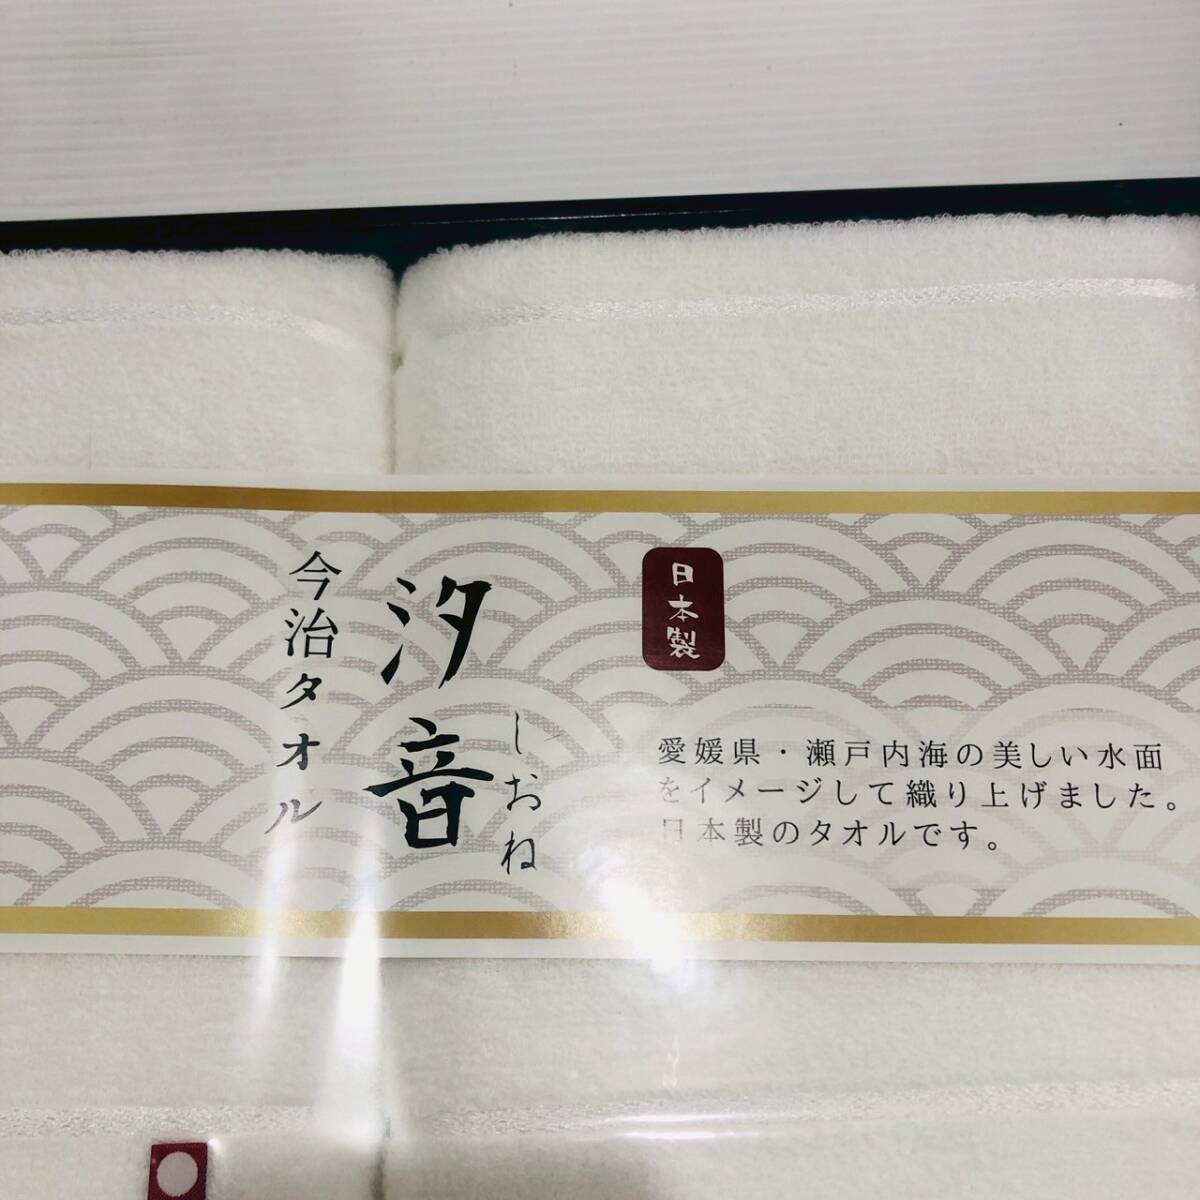 今治タオル
汐音
しおね
日本製
愛媛県・瀬戸内海の美しい水面
をイメージして織り上げました。
日本製のタオルです。